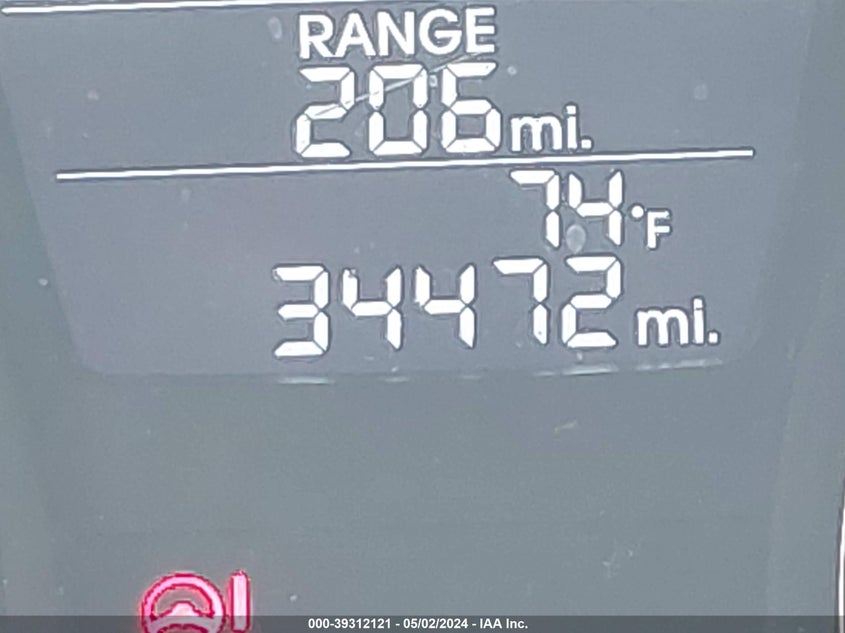 RANGE
206 mi.
74°F
34472 mi.
000-39312121 - 05/02/2024 - IAA Inc.